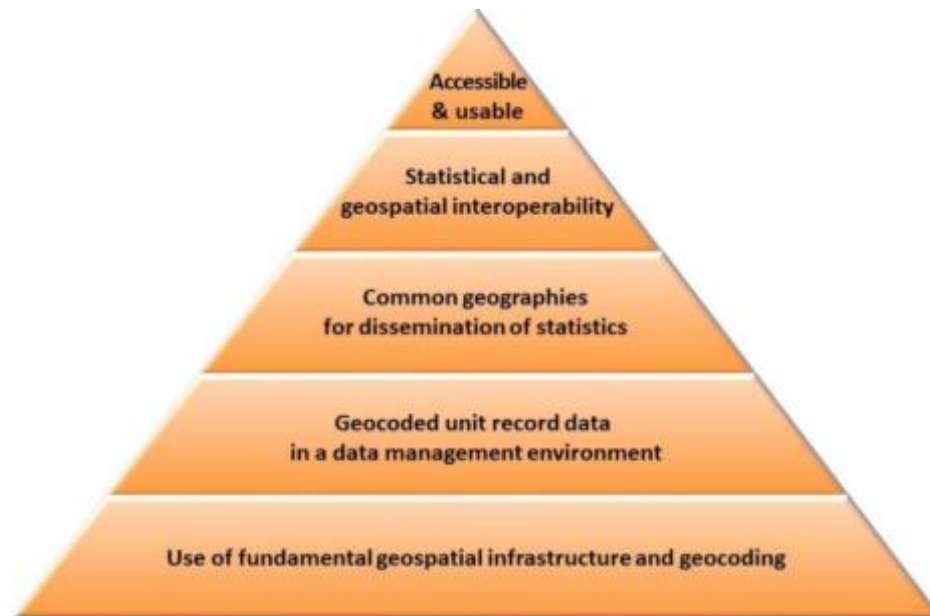 Accessible
& usable
Statistical and
geospatial interoperability
Common geographies
for dissemination of statistics
Geocoded unit record data
in a data management environment
Use of fundamental geospatial infrastructure and geocoding